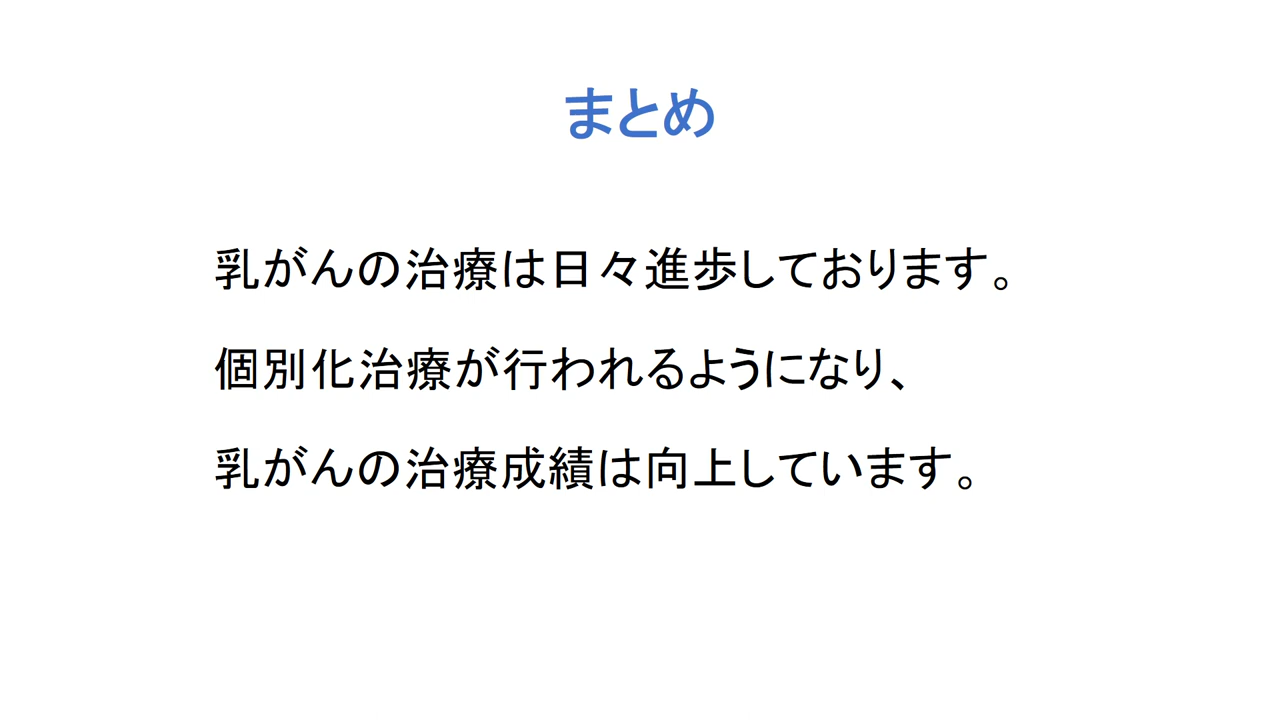 まとめ
乳がんの治療は日々進歩しております。
個別化治療が行われるようになり、
乳がんの治療成績は向上しています。